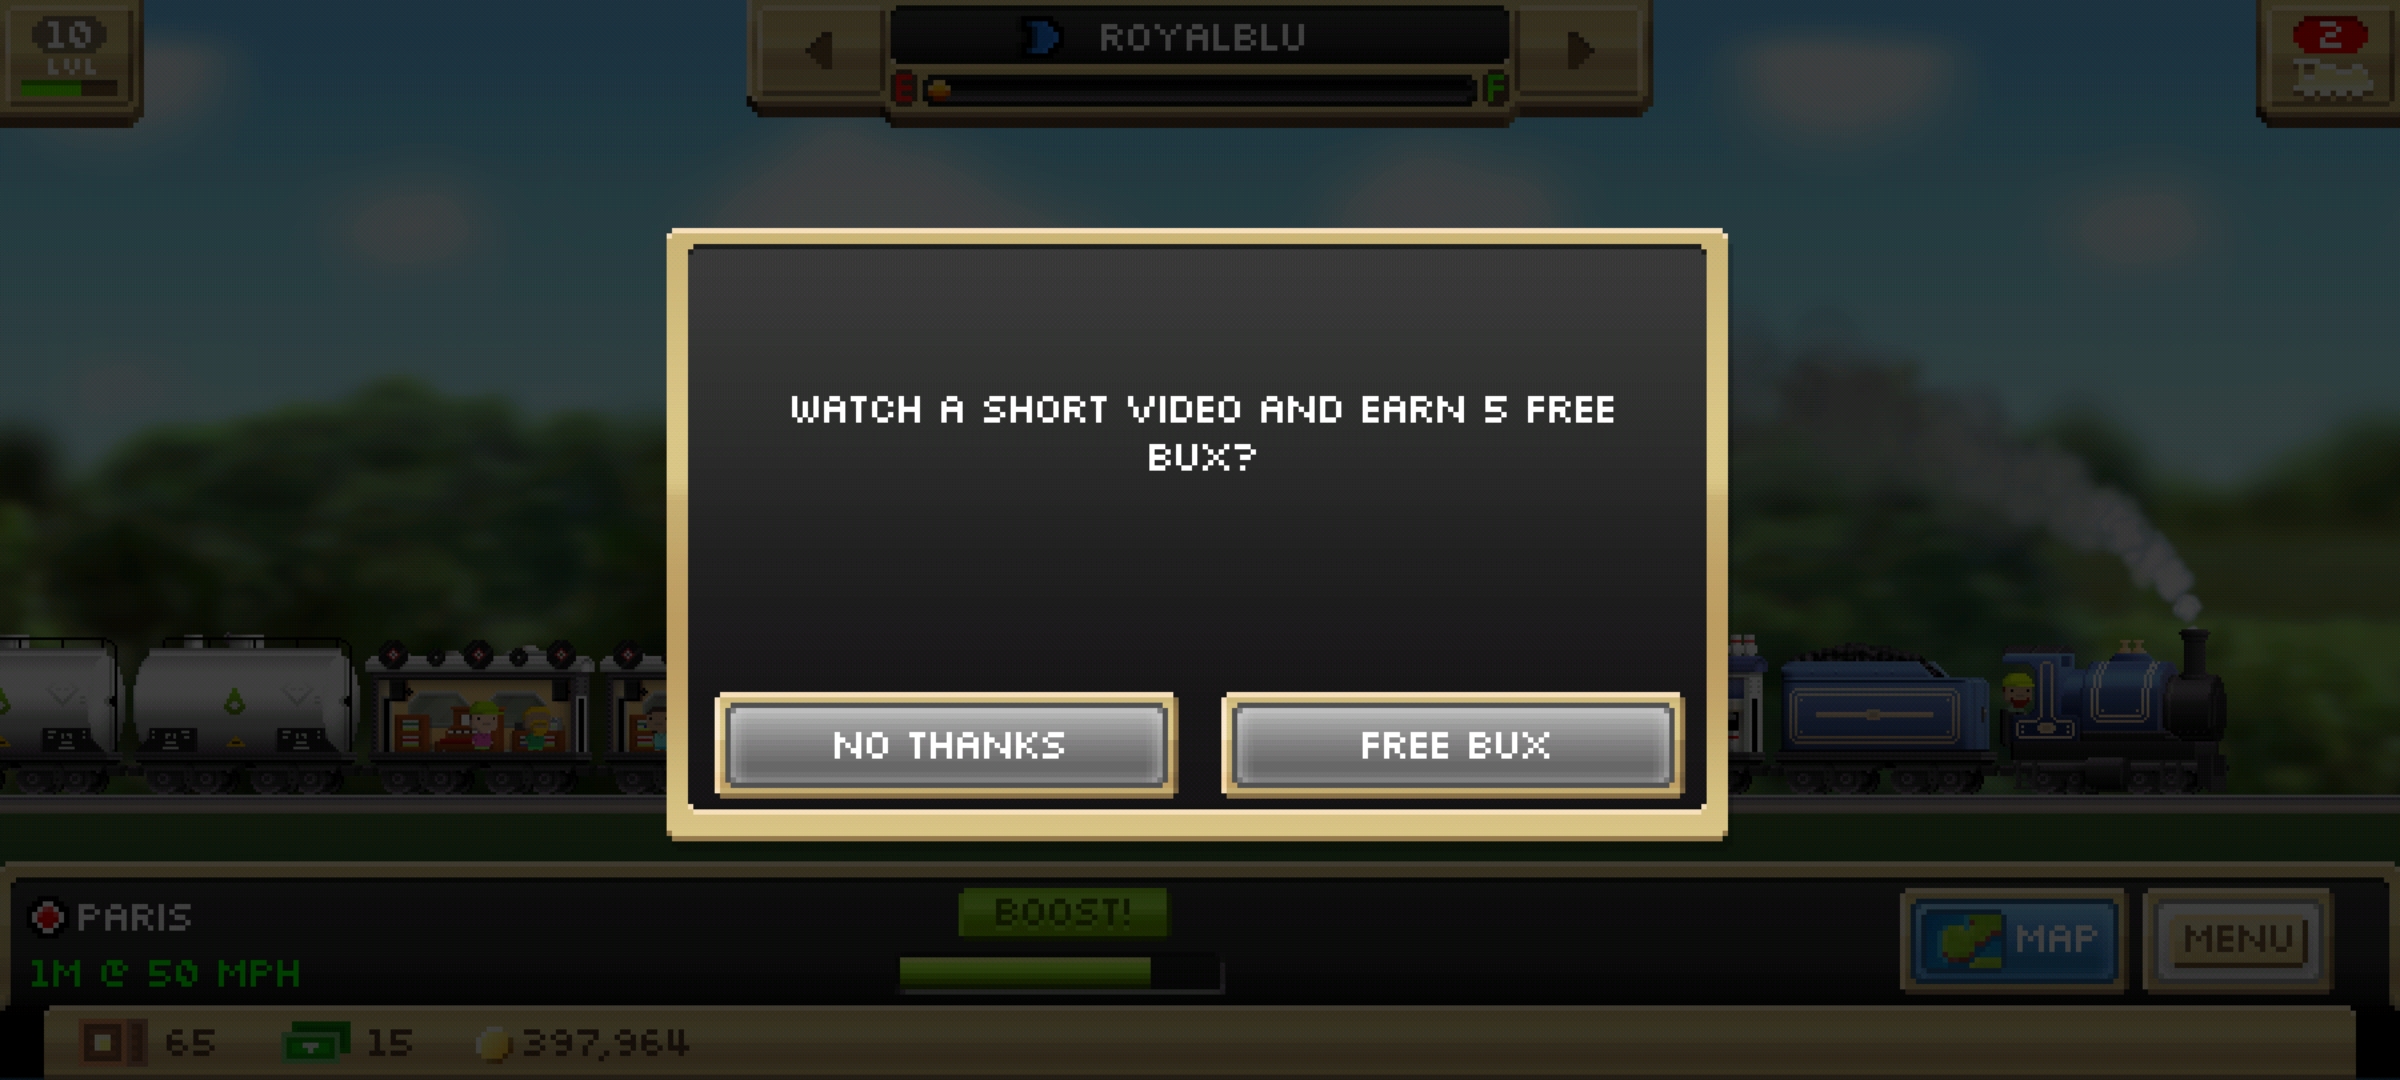 10
LVL
ROYALBLU
E F
2
WATCH A SHORT VIDEO AND EARN 5 FREE
BUX?
NO THANKS
FREE BUX
PARIS
1M @ 50 MPH
BOOST!
MAP
MENU
65
15
397,964